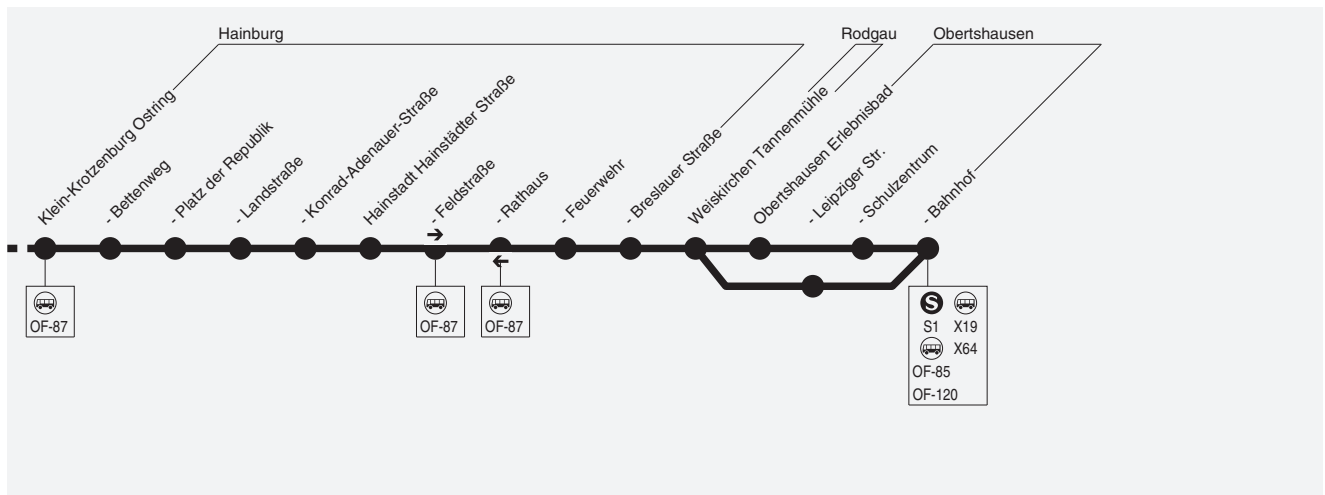 Hainburg
Rodgau
Obertshausen
Klein-Krotzenburg Ostring
- Bettenweg
- Platz der Republik
- Landstraße
- Konrad-Adenauer-Straße
Hainstadt Hainstädter Straße
- Feldstraße
- Rathaus
- Feuerwehr
- Breslauer Straße
Weiskirchen Tannenmühle
Obertshausen Erlebnisbad
- Leipziger Str.
- Schulzentrum
- Bahnhof
OF-87
OF-87
OF-87
S
S1 X19
X64
OF-85
OF-120